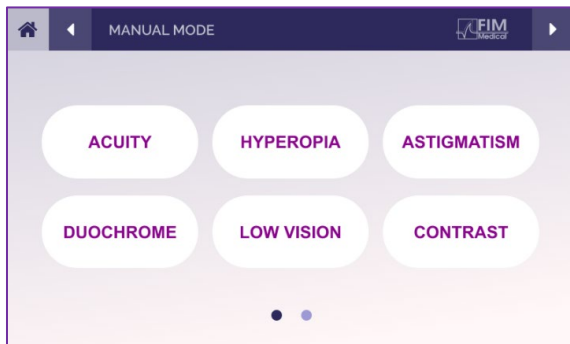 MANUAL MODE
FIM
Medical
ACUITY HYPEROPIA ASTIGMATISM
DUOCHROME LOW VISION CONTRAST